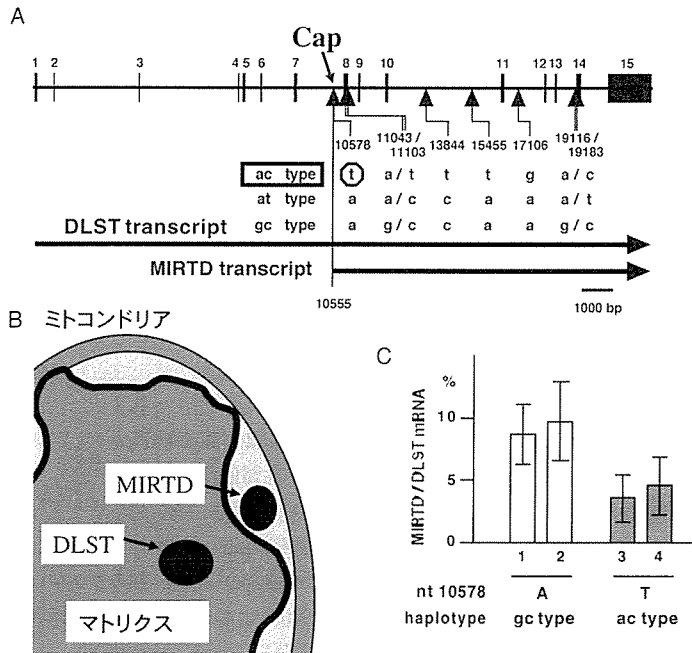 A
Cap
1 2 3 4 5 6 7 8 9 10 11 12 13 14 15
10578 11043 / 11103 13844 15455 17106 19116 / 19183
ac type t a / t t t g a / c
at type a a / c c a a a / t
gc type a g / c c a a g / c
DLST transcript
MIRTD transcript
10555
1000 bp
B ミトコンドリア
MIRTD
DLST
マトリクス
C
%
MIRTD / DLST mRNA
10
5
0
1 2 3 4
nt 10578 A T
haplotype gc type ac type